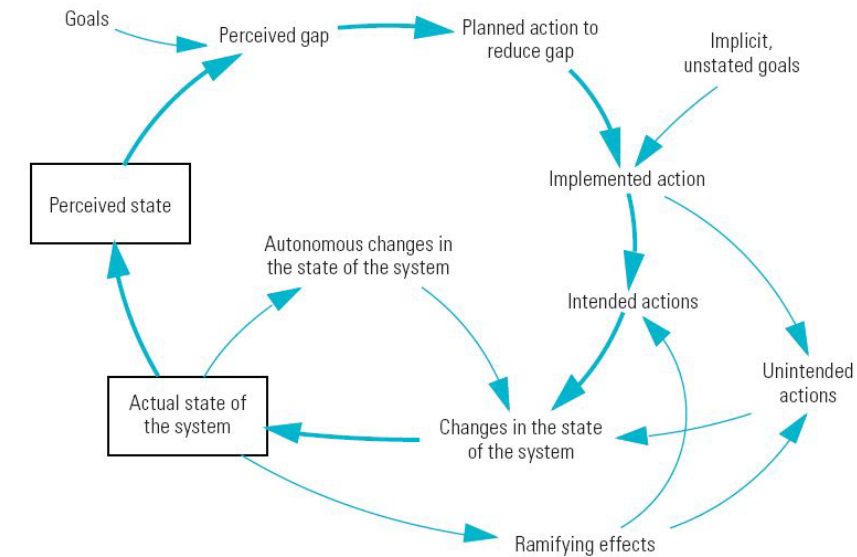 Goals
Perceived gap
Planned action to
reduce gap
Implicit,
unstated goals
Implemented action
Perceived state
Autonomous changes in
the state of the system
Intended actions
Unintended
actions
Actual state of
the system
Changes in the state
of the system
Ramifying effects